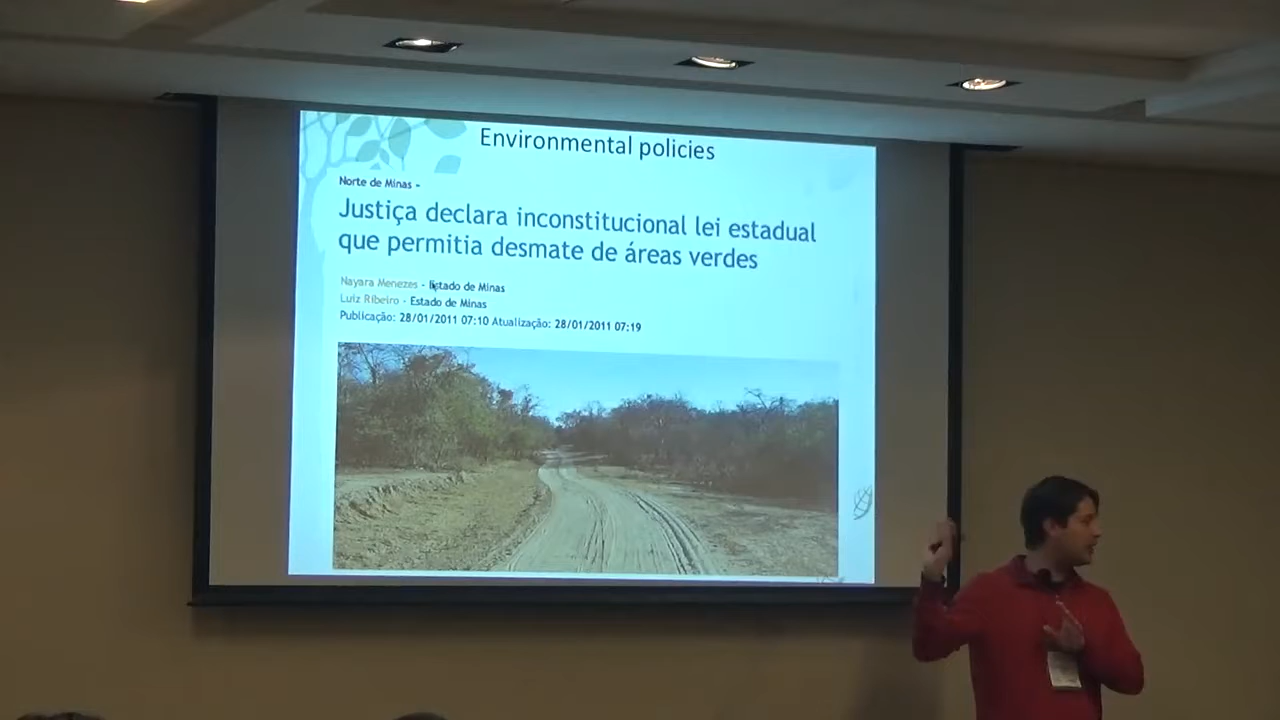 Environmental policies
Norte de Minas -
Justiça declara inconstitucional lei estadual
que permitia desmate de áreas verdes
Nayara Menezes - Estado de Minas
Luiz Ribeiro - Estado de Minas
Publicação: 28/01/2011 07:10 Atualização: 28/01/2011 07:19